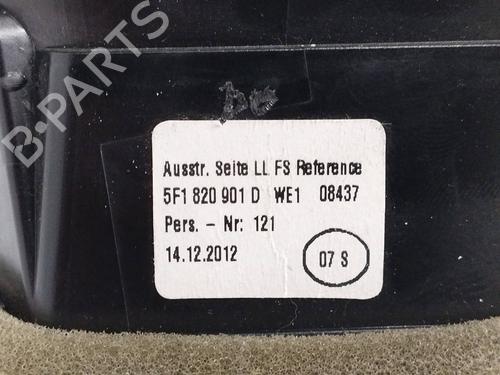 B-PARTS
Ausstr. Seite LL FS Reference
5F1 820 901 D WE1 08437
Pers. - Nr: 121
14.12.2012
07 S